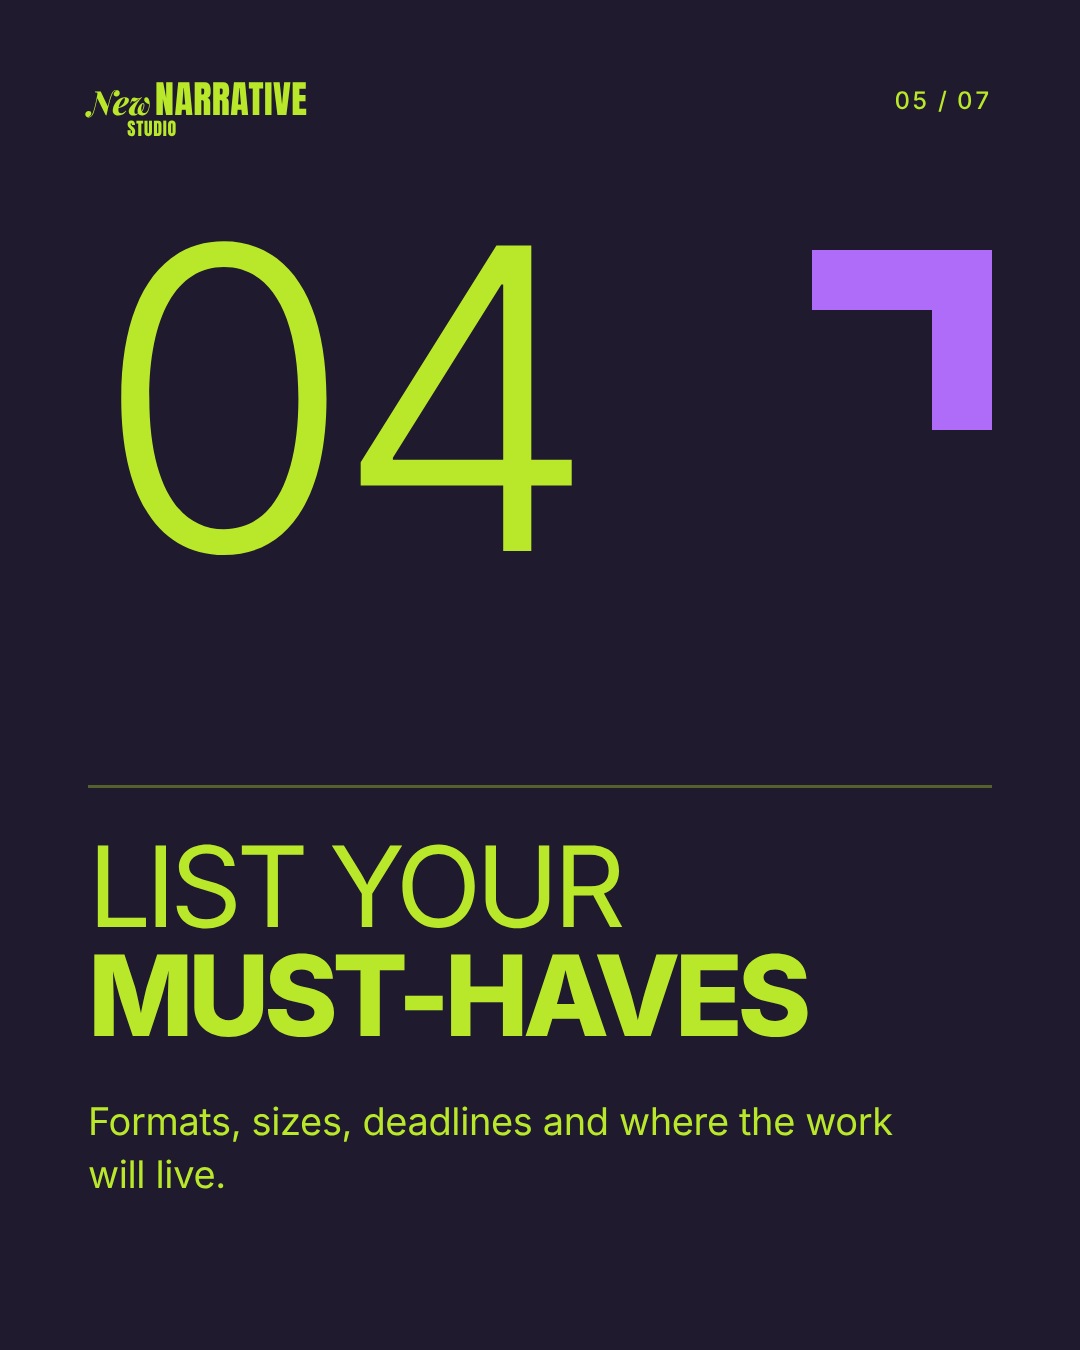 New NARRATIVE
STUDIO
05 / 07
04
LIST YOUR
MUST-HAVES
Formats, sizes, deadlines and where the work
will live.